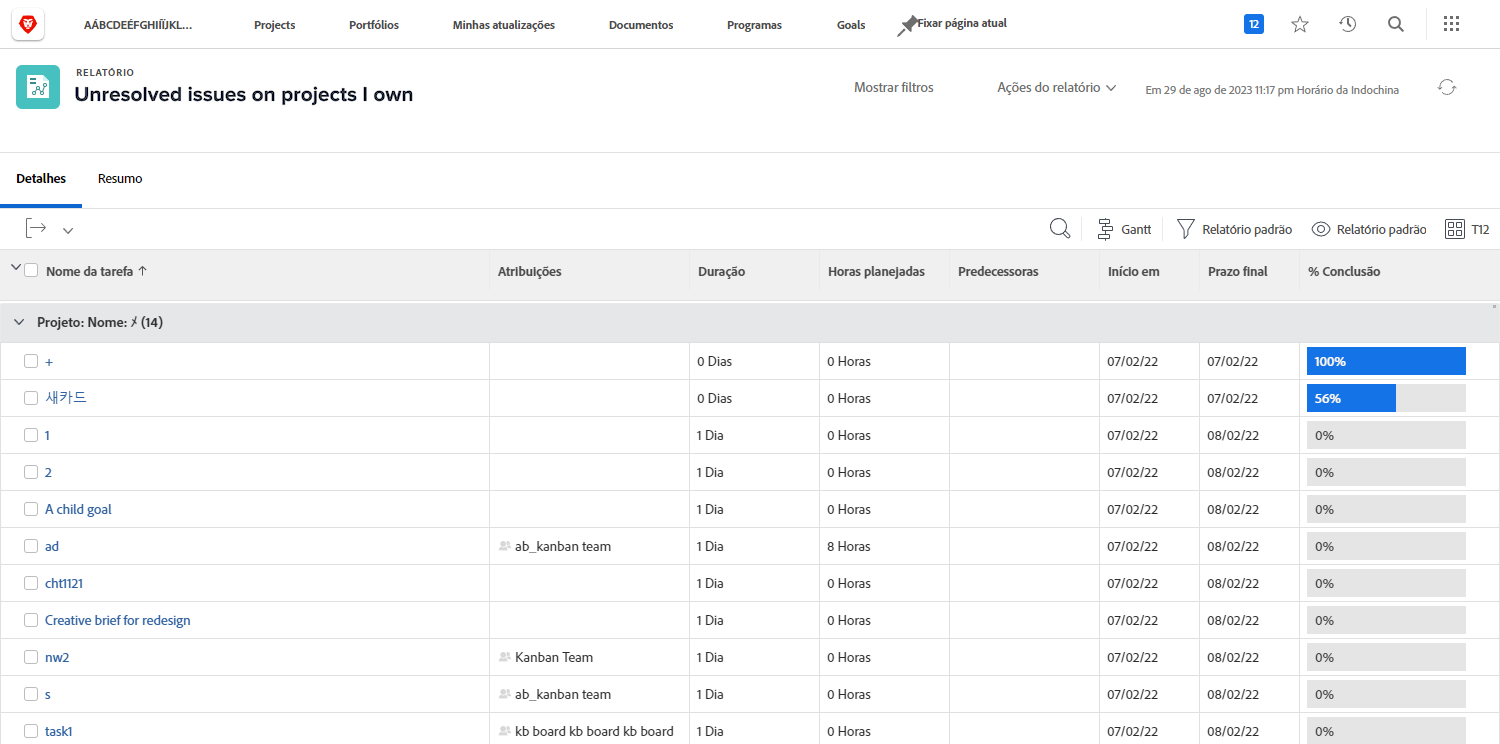 AÁBCDEÉFGHIÍÏJKL... Projects Portfólios Minhas atualizações Documentos Programas Goals Fixar página atual 12
RELATÓRIO
Unresolved issues on projects I own
Mostrar filtros Ações do relatório Em 29 de ago de 2023 11:17 pm Horário da Indochina
Detalhes Resumo
Gantt Relatório padrão Relatório padrão T12
Nome da tarefa ↑ Atribuições Duração Horas planejadas Predecessoras Início em Prazo final % Conclusão
Projeto: Nome: (14)
+ 0 Dias 0 Horas 07/02/22 07/02/22 100%
새카드 0 Dias 0 Horas 07/02/22 07/02/22 56%
1 1 Dia 0 Horas 07/02/22 08/02/22 0%
2 1 Dia 0 Horas 07/02/22 08/02/22 0%
A child goal 1 Dia 0 Horas 07/02/22 08/02/22 0%
ad ab_kanban team 1 Dia 8 Horas 07/02/22 08/02/22 0%
cht1121 1 Dia 0 Horas 07/02/22 08/02/22 0%
Creative brief for redesign 1 Dia 0 Horas 07/02/22 08/02/22 0%
nw2 Kanban Team 1 Dia 0 Horas 07/02/22 08/02/22 0%
s ab_kanban team 1 Dia 0 Horas 07/02/22 08/02/22 0%
task1 kb board kb board kb board 1 Dia 0 Horas 07/02/22 08/02/22 0%